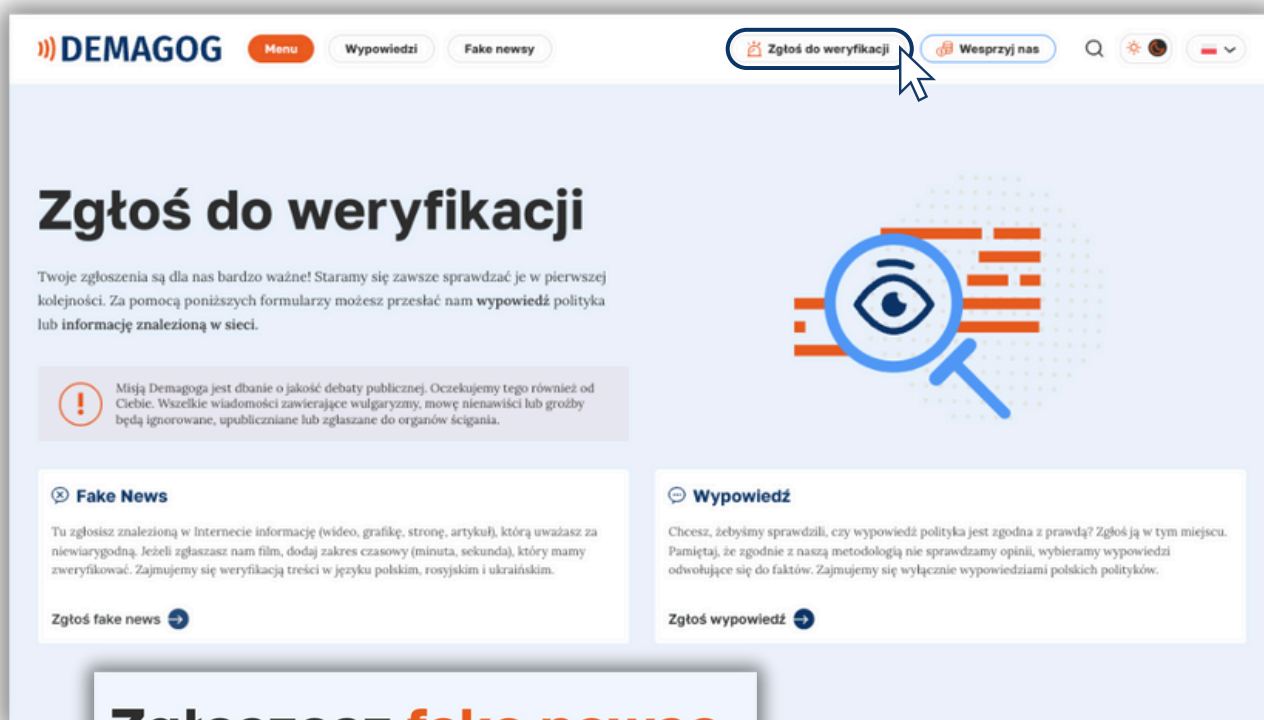 DEMAGOG Menu Wypowiedzi Fake newsy Zgłoś do weryfikacji Wesprzyj nas
Zgłoś do weryfikacji
Twoje zgłoszenia są dla nas bardzo ważne! Staramy się zawsze sprawdzać je w pierwszej
kolejności. Za pomocą poniższych formularzy możesz przesłać nam wypowiedź polityka
lub informację znalezioną w sieci.
Misją Demagoga jest dbanie o jakość debaty publicznej. Oczekujemy tego również od
Ciebie. Wszelkie wiadomości zawierające wulgaryzmy, mowę nienawiści lub groźby
będą ignorowane, upubliczniane lub zgłaszane do organów ścigania.
Fake News
Tu zgłosisz znalezioną w Internecie informację (wideo, grafikę, stronę, artykuł), którą uważasz za
niewiarygodną. Jeżeli zgłaszasz nam film, dodaj zakres czasowy (minuta, sekunda), który mamy
zweryfikować. Zajmujemy się weryfikacją treści w języku polskim, rosyjskim i ukraińskim.
Zgłoś fake news
Wypowiedź
Chcesz, żebyśmy sprawdzili, czy wypowiedź polityka jest zgodna z prawdą? Zgłoś ją w tym miejscu.
Pamiętaj, że zgodnie z naszą metodologią nie sprawdzamy opinii, wybieramy wypowiedzi
odwołujące się do faktów. Zajmujemy się wyłącznie wypowiedziami polskich polityków.
Zgłoś wypowiedź
Zgłaszasz fake newsa